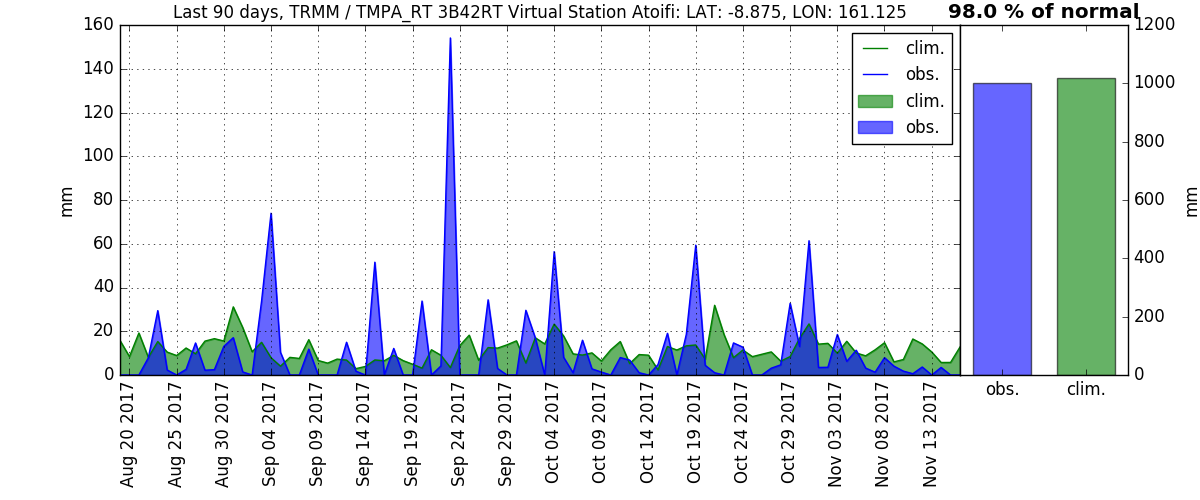 Last 90 days, TRMM / TMPA_RT 3B42RT Virtual Station Atoifi: LAT: -8.875, LON: 161.125
98.0 % of normal
160
140
120
100
80
60
40
20
0
mm
clim.
obs.
clim.
obs.
1200
1000
800
600
400
200
0
mm
obs.
clim.
Aug 20 2017
Aug 25 2017
Aug 30 2017
Sep 04 2017
Sep 09 2017
Sep 14 2017
Sep 19 2017
Sep 24 2017
Sep 29 2017
Oct 04 2017
Oct 09 2017
Oct 14 2017
Oct 19 2017
Oct 24 2017
Oct 29 2017
Nov 03 2017
Nov 08 2017
Nov 13 2017